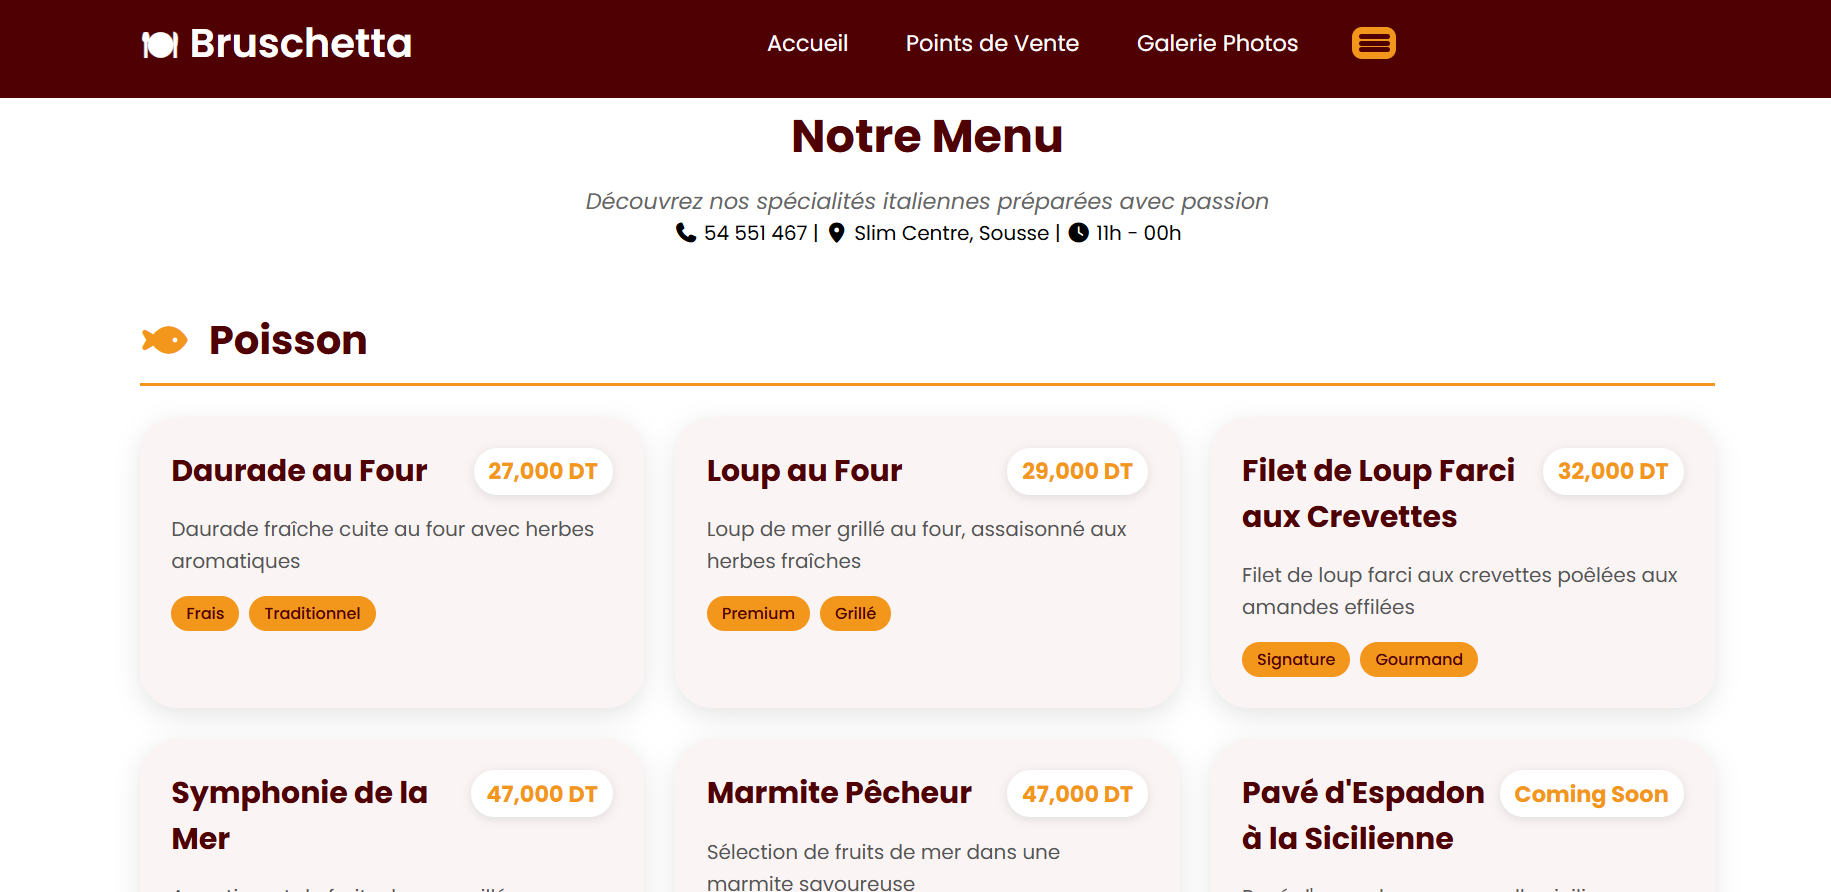 Bruschetta
Accueil Points de Vente Galerie Photos
Notre Menu
Découvrez nos spécialités italiennes préparées avec passion
54 551 467 | Slim Centre, Sousse | 11h - 00h
Poisson
Daurade au Four 27,000 DT
Daurade fraîche cuite au four avec herbes
aromatiques
Frais Traditionnel
Loup au Four 29,000 DT
Loup de mer grillé au four, assaisonné aux
herbes fraîches
Premium Grillé
Filet de Loup Farci 32,000 DT
aux Crevettes
Filet de loup farci aux crevettes poêlées aux
amandes effilées
Signature Gourmand
Symphonie de la 47,000 DT
Mer
Marmite Pêcheur 47,000 DT
Sélection de fruits de mer dans une
marmite savoureuse
Pavé d'Espadon Coming Soon
à la Sicilienne